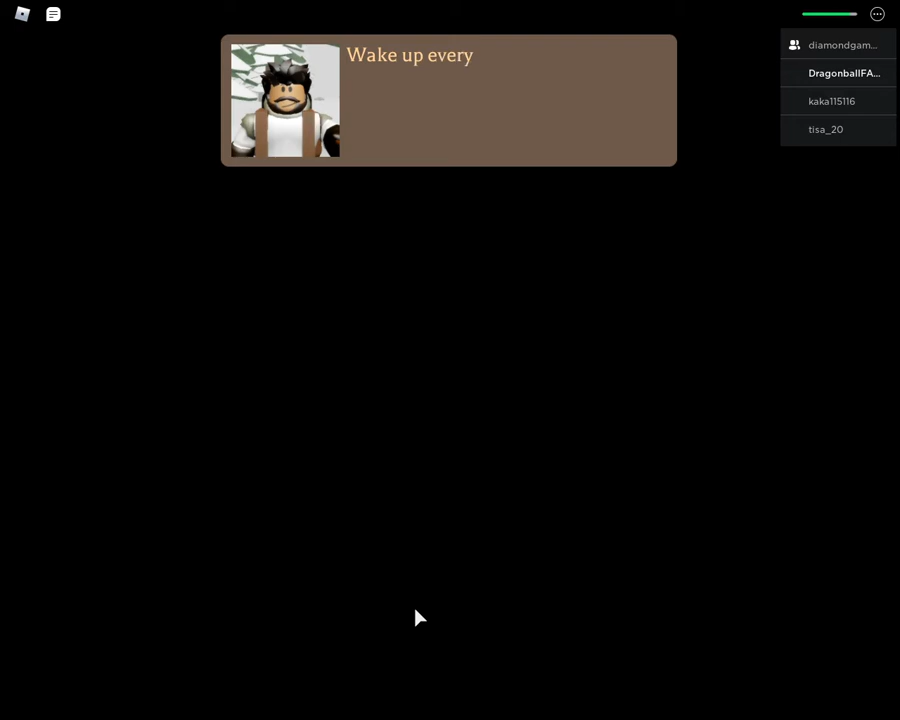 Wake up every
diamondgam...
DragonballFA...
kaka115116
tisa_20